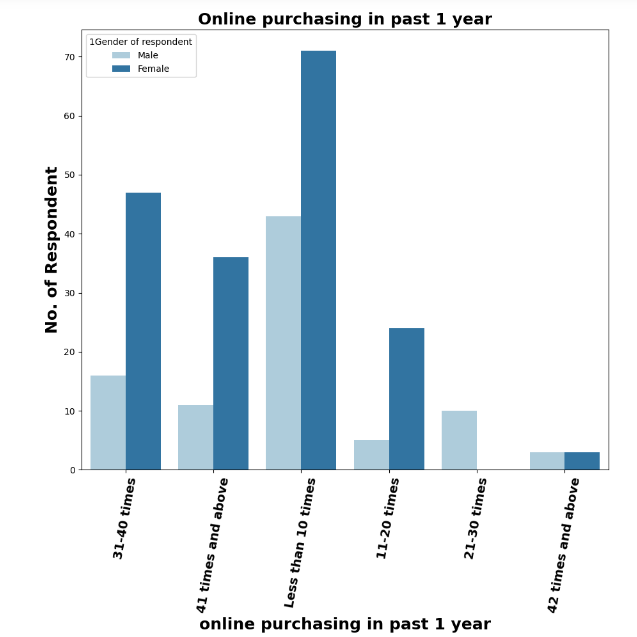 Online purchasing in past 1 year
1Gender of respondent
Male
Female
No. of Respondent
70
60
50
40
30
20
10
0
31-40 times
41 times and above
Less than 10 times
11-20 times
21-30 times
42 times and above
online purchasing in past 1 year